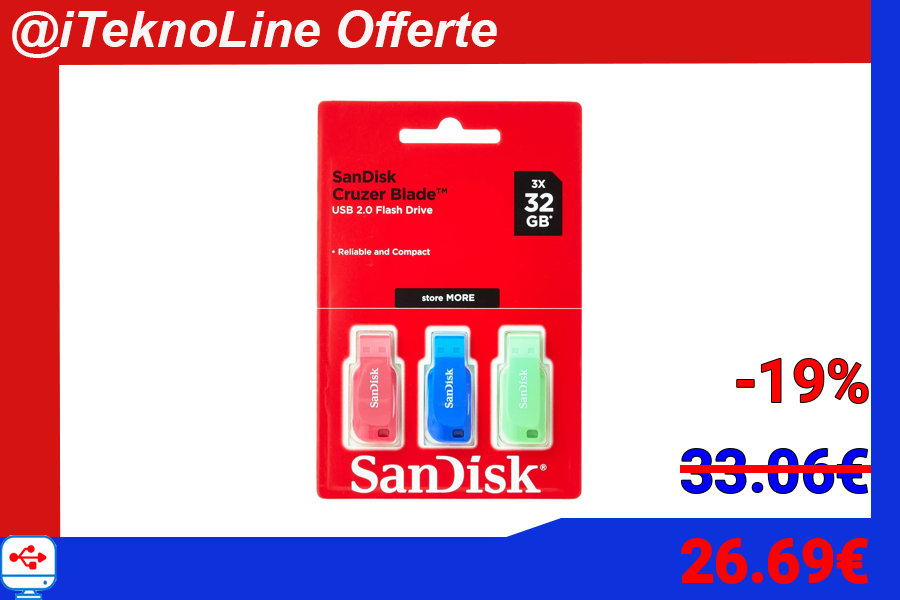 @iTeknoLine Offerte
SanDisk
Cruzer Blade™
USB 2.0 Flash Drive
3X
32
GB*
• Reliable and Compact
store MORE
SanDisk
SanDisk
SanDisk
SanDisk®
-19%
33.06€
26.69€